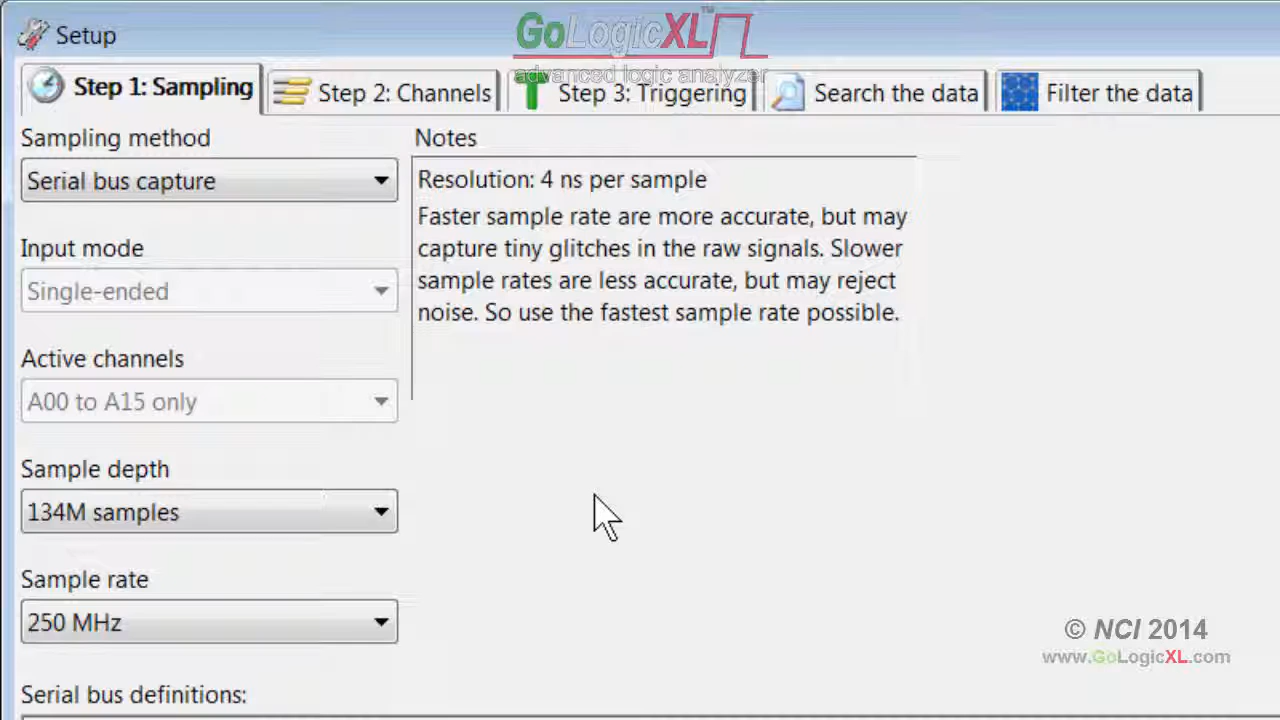 Setup
GoLogicXL™
advanced logic analyzer
Step 1: Sampling
Step 2: Channels
Step 3: Triggering
Search the data
Filter the data
Sampling method
Serial bus capture
Input mode
Single-ended
Active channels
A00 to A15 only
Sample depth
134M samples
Sample rate
250 MHz
Serial bus definitions:
Notes
Resolution: 4 ns per sample
Faster sample rate are more accurate, but may
capture tiny glitches in the raw signals. Slower
sample rates are less accurate, but may reject
noise. So use the fastest sample rate possible.
© NCI 2014
www.GoLogicXL.com